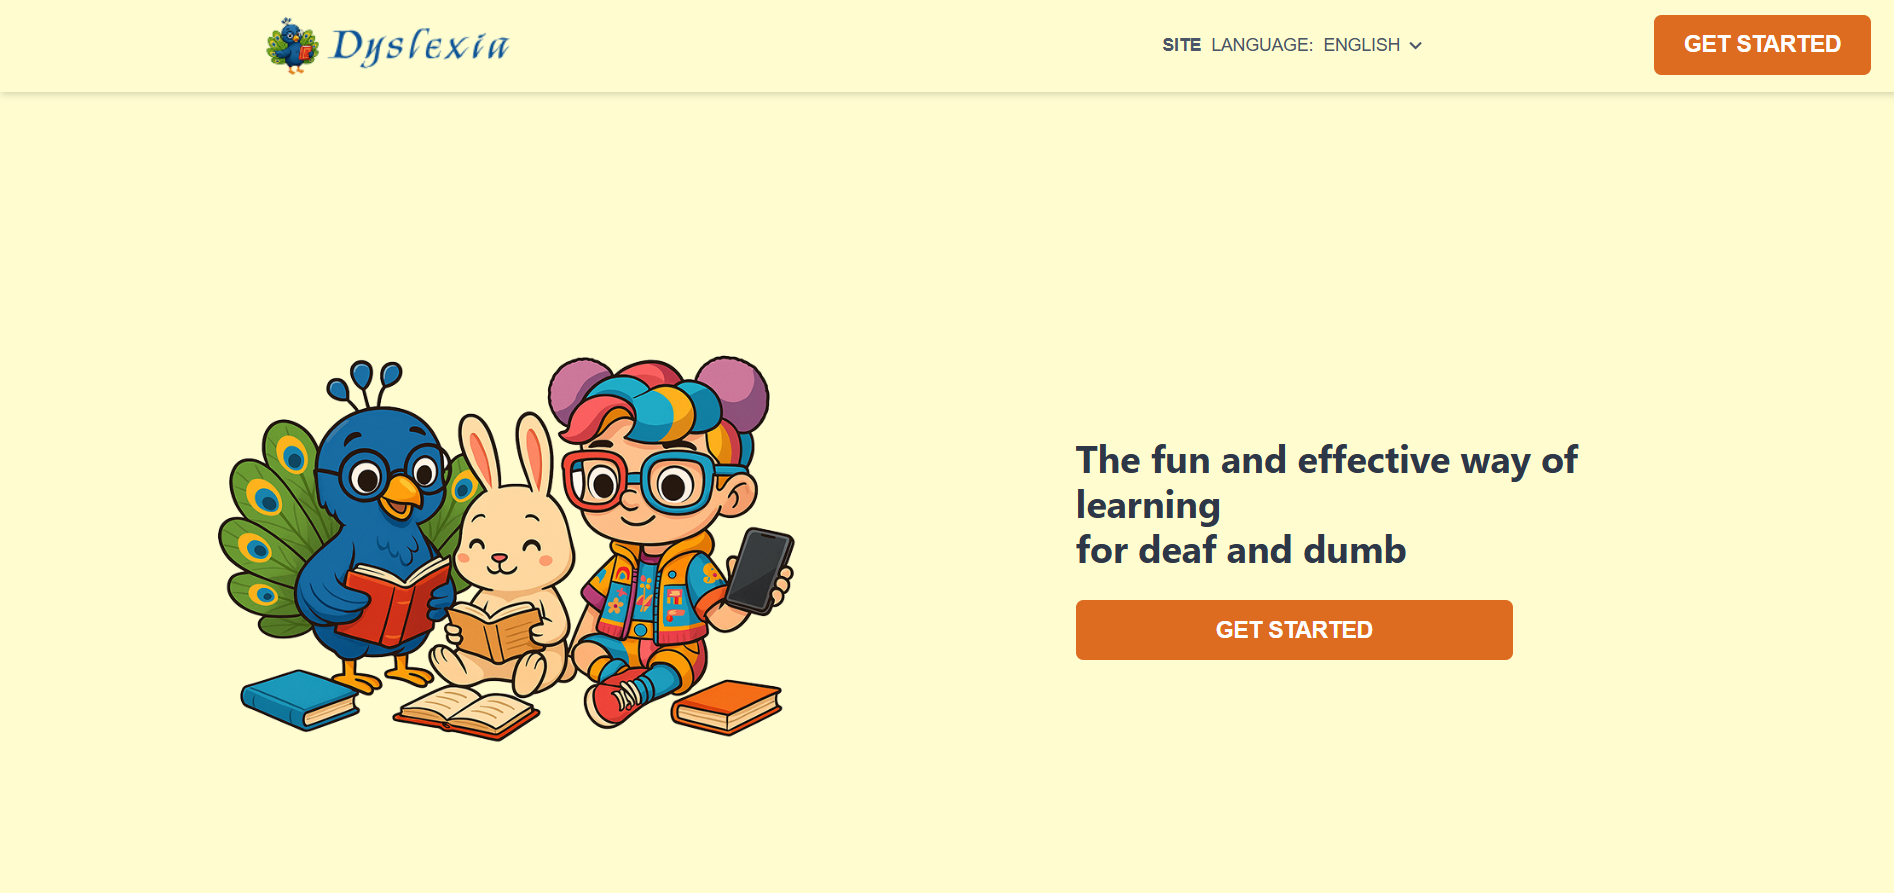 Dyslexia
SITE LANGUAGE: ENGLISH
GET STARTED
The fun and effective way of
learning
for deaf and dumb
GET STARTED